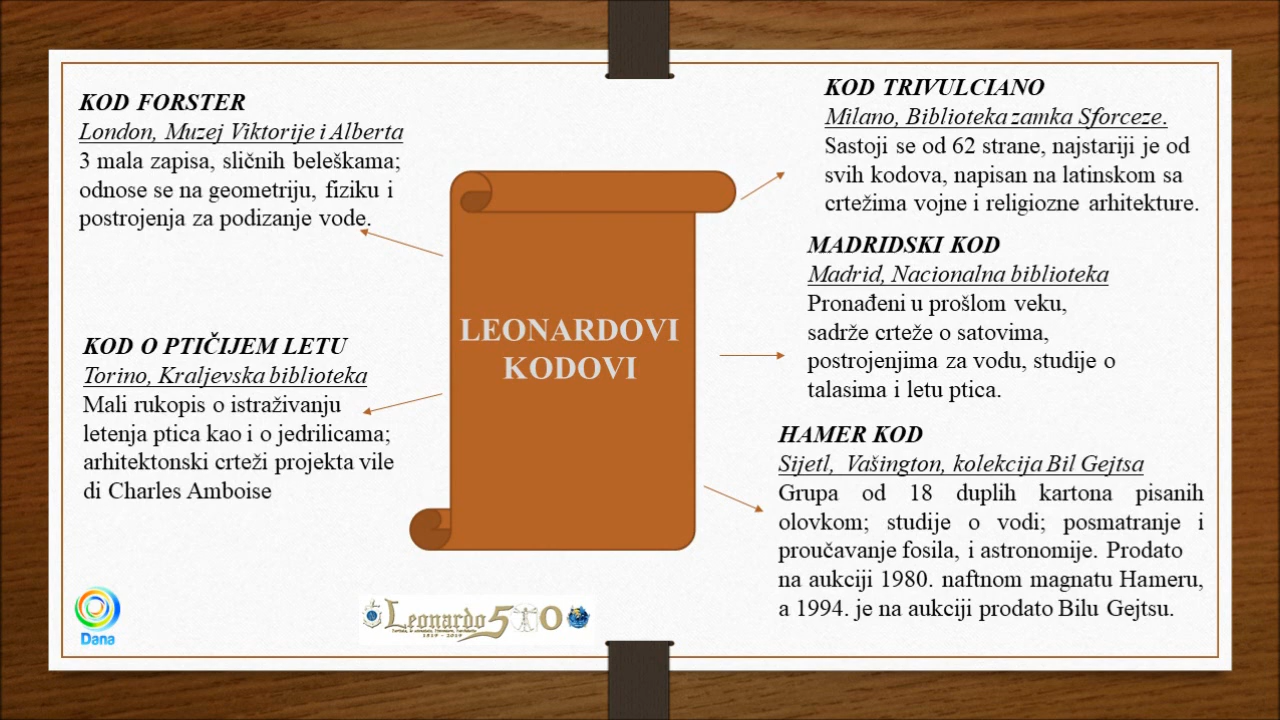 KOD FORSTER
London, Muzej Viktorije i Alberta
3 mala zapisa, sličnih beleškama;
odnose se na geometriju, fiziku i
postrojenja za podizanje vode.
KOD O PTIČIJEM LETU
Torino, Kraljevska biblioteka
Mali rukopis o istraživanju
letenja ptica kao i o jedrilicama;
arhitektonski crteži projekta vile
di Charles Amboise
LEONARDOVI
KODOVI
KOD TRIVULCIANO
Milano, Biblioteka zamka Sforceze.
Sastoji se od 62 strane, najstariji je od
svih kodova, napisan na latinskom sa
crtežima vojne i religiozne arhitekture.
MADRIDSKI KOD
Madrid, Nacionalna biblioteka
Pronađeni u prošlom veku,
sadrže crteže o satovima,
postrojenjima za vodu, studije o
talasima i letu ptica.
HAMER KOD
Sijetl, Vašington, kolekcija Bil Gejtsa
Grupa od 18 duplih kartona pisanih
olovkom; studije o vodi; posmatranje i
proučavanje fosila, i astronomije. Prodato
na aukciji 1980. naftnom magnatu Hameru,
a 1994. je na aukciji prodato Bilu Gejtsu.
Dana
Leonardo 500
1519 - 2019